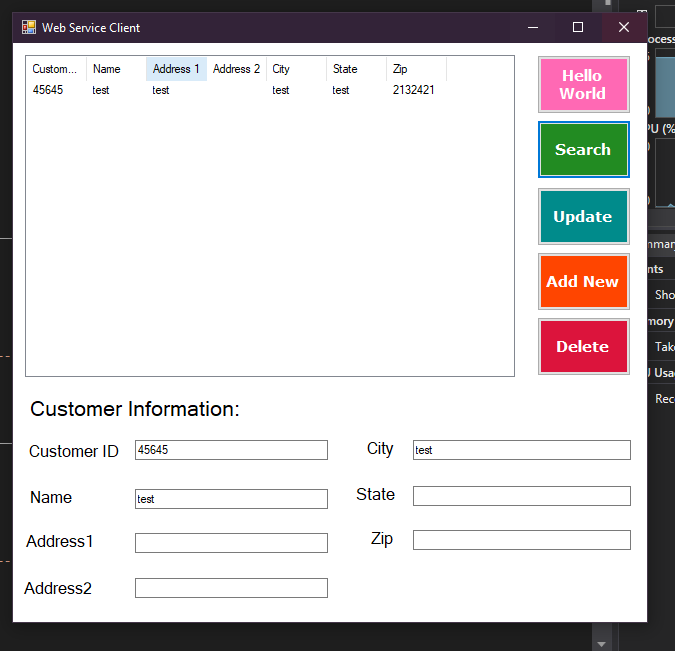 Web Service Client
Custom... Name Address 1 Address 2 City State Zip
45645 test test test test 2132421
Hello
World
Search
Update
Add New
Delete
Customer Information:
Customer ID 45645 City test
Name test State
Address1 Zip
Address2
ocess
PU (%
mmar
nts
Sho
mory
Take
Usa
Rec